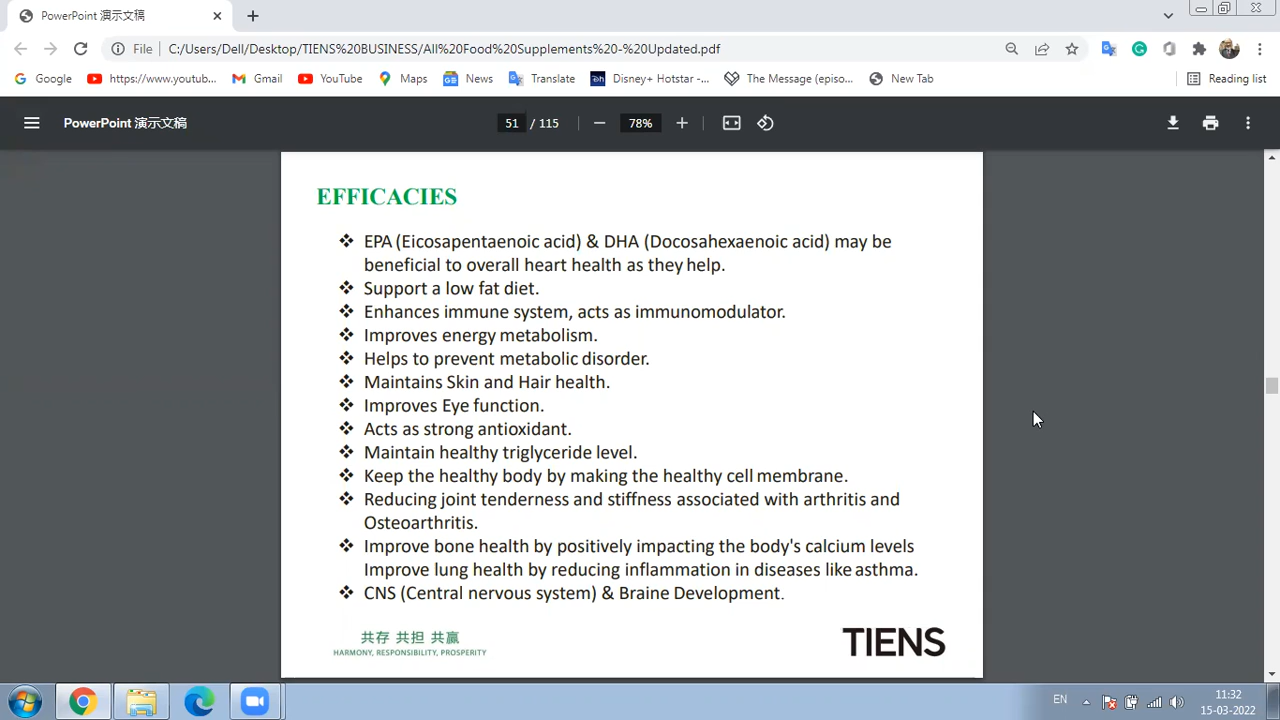 PowerPoint 演示文稿
File C:/Users/Dell/Desktop/TIENS%20BUSINESS/All%20Food%20Supplements%20-%20Updated.pdf
Google https://www.youtub... Gmail YouTube Maps News Translate Disney+ Hotstar -... The Message (episo... New Tab Reading list
PowerPoint 演示文稿 51 / 115 78%
EFFICACIES
❖ EPA (Eicosapentaenoic acid) & DHA (Docosahexaenoic acid) may be
beneficial to overall heart health as they help.
❖ Support a low fat diet.
❖ Enhances immune system, acts as immunomodulator.
❖ Improves energy metabolism.
❖ Helps to prevent metabolic disorder.
❖ Maintains Skin and Hair health.
❖ Improves Eye function.
❖ Acts as strong antioxidant.
❖ Maintain healthy triglyceride level.
❖ Keep the healthy body by making the healthy cell membrane.
❖ Reducing joint tenderness and stiffness associated with arthritis and
Osteoarthritis.
❖ Improve bone health by positively impacting the body's calcium levels
Improve lung health by reducing inflammation in diseases like asthma.
❖ CNS (Central nervous system) & Braine Development.
共存 共担 共赢
HARMONY, RESPONSIBILITY, PROSPERITY
TIENS
EN
11:32
15-03-2022